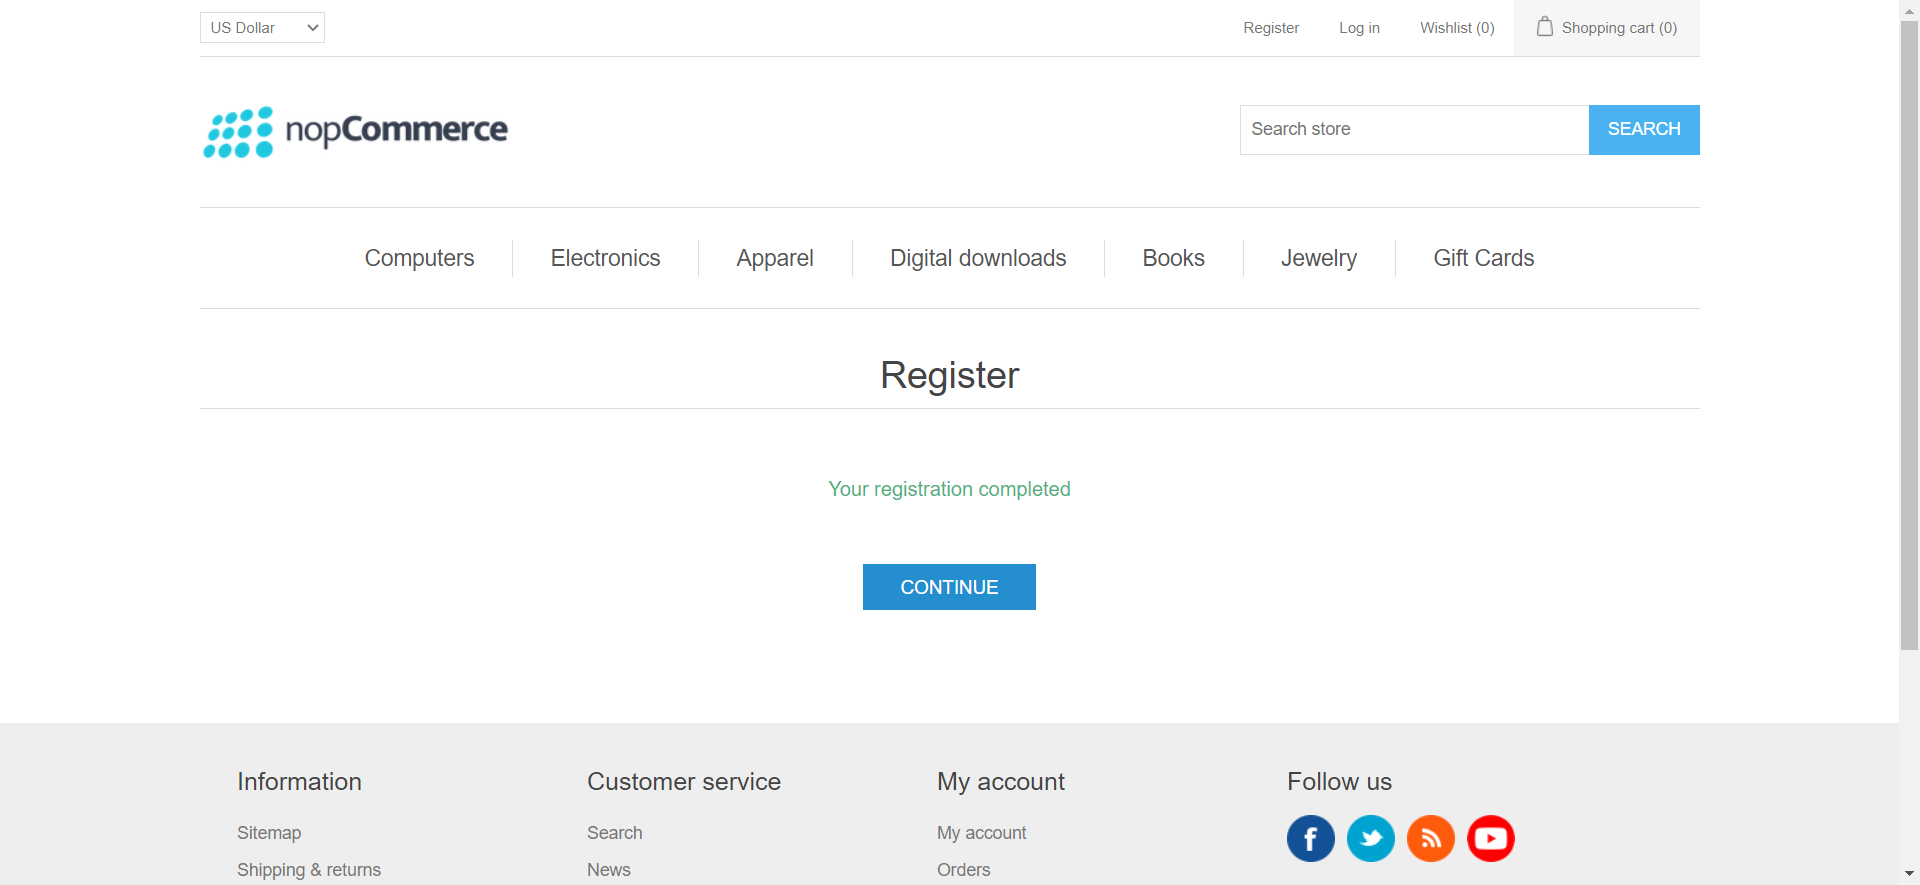 US Dollar
Register
Log in
Wishlist (0)
Shopping cart (0)
nopCommerce
Search store
SEARCH
Computers
Electronics
Apparel
Digital downloads
Books
Jewelry
Gift Cards
Register
Your registration completed
CONTINUE
Information
Sitemap
Shipping & returns
Customer service
Search
News
My account
My account
Orders
Follow us